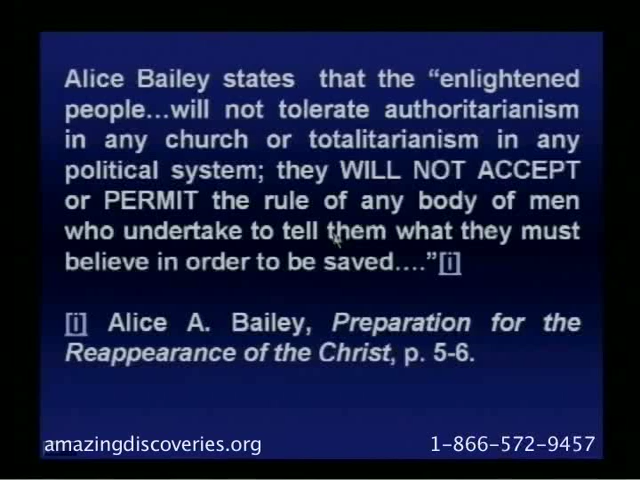 Alice Bailey states that the “enlightened
people...will not tolerate authoritarianism
in any church or totalitarianism in any
political system; they WILL NOT ACCEPT
or PERMIT the rule of any body of men
who undertake to tell them what they must
believe in order to be saved....”[i]
[i] Alice A. Bailey, Preparation for the
Reappearance of the Christ, p. 5-6.
amazingdiscoveries.org 1-866-572-9457